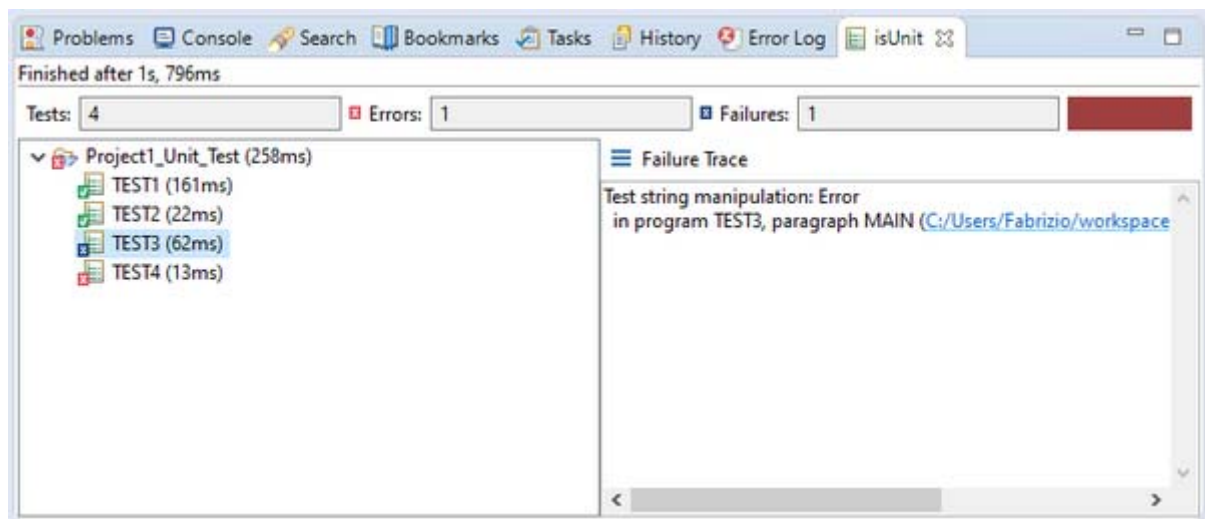 Problems Console Search Bookmarks Tasks History Error Log isUnit
Finished after 1s, 796ms
Tests: 4 Errors: 1 Failures: 1
Project1_Unit_Test (258ms)
TEST1 (161ms)
TEST2 (22ms)
TEST3 (62ms)
TEST4 (13ms)
Failure Trace
Test string manipulation: Error
in program TEST3, paragraph MAIN (C:/Users/Fabrizio/workspace